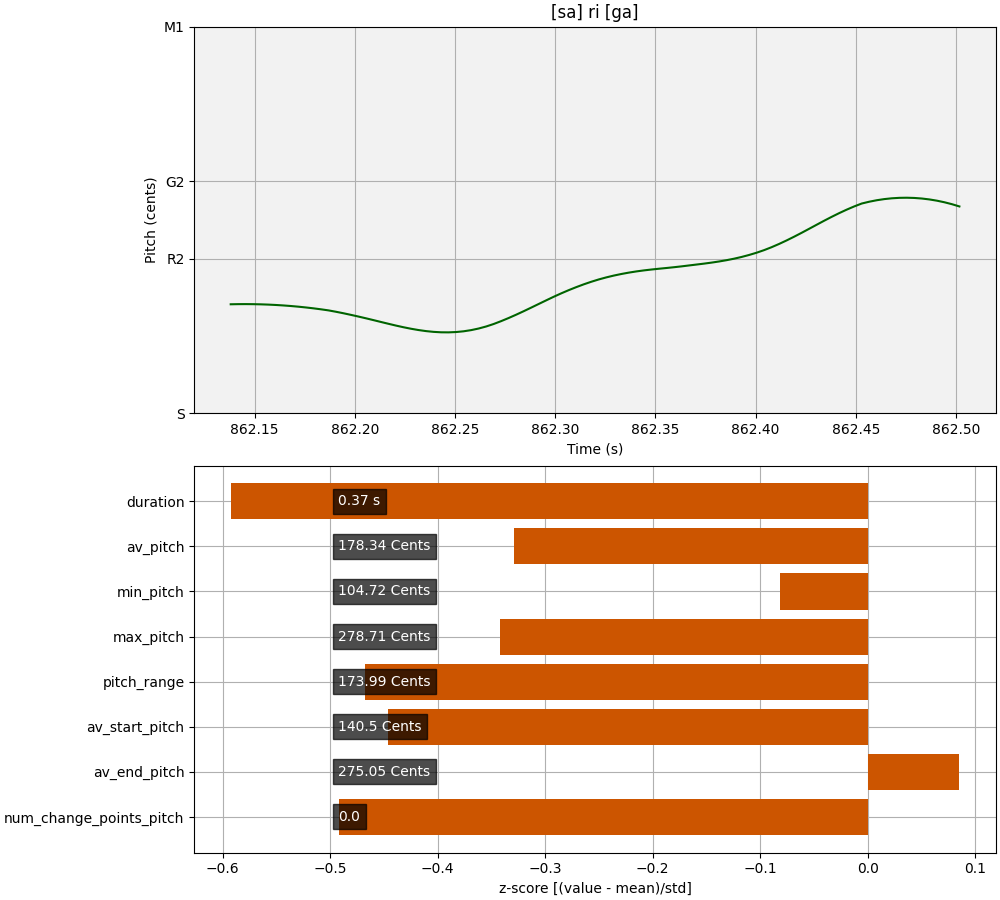 [sa] ri [ga]
M1
G2
R2
S
Pitch (cents)
862.15 862.20 862.25 862.30 862.35 862.40 862.45 862.50
Time (s)
duration 0.37 s
av_pitch 178.34 Cents
min_pitch 104.72 Cents
max_pitch 278.71 Cents
pitch_range 173.99 Cents
av_start_pitch 140.5 Cents
av_end_pitch 275.05 Cents
num_change_points_pitch 0.0
−0.6 −0.5 −0.4 −0.3 −0.2 −0.1 0.0 0.1
z-score [(value - mean)/std]